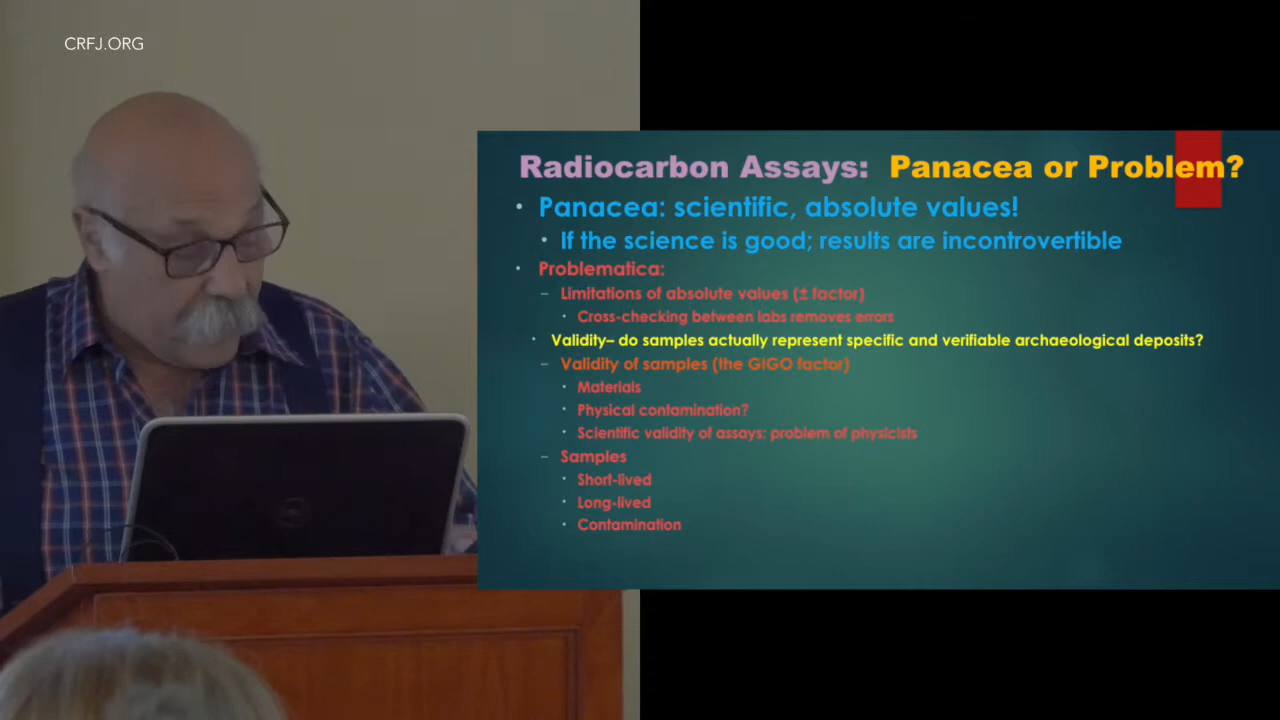 CRFJ.ORG
Radiocarbon Assays: Panacea or Problem?
• Panacea: scientific, absolute values!
• If the science is good; results are incontrovertible
• Problematica:
– Limitations of absolute values (± factor)
• Cross-checking between labs removes errors
• Validity– do samples actually represent specific and verifiable archaeological deposits?
– Validity of samples (the GIGO factor)
• Materials
• Physical contamination?
• Scientific validity of assays: problem of physicists
– Samples
• Short-lived
• Long-lived
• Contamination